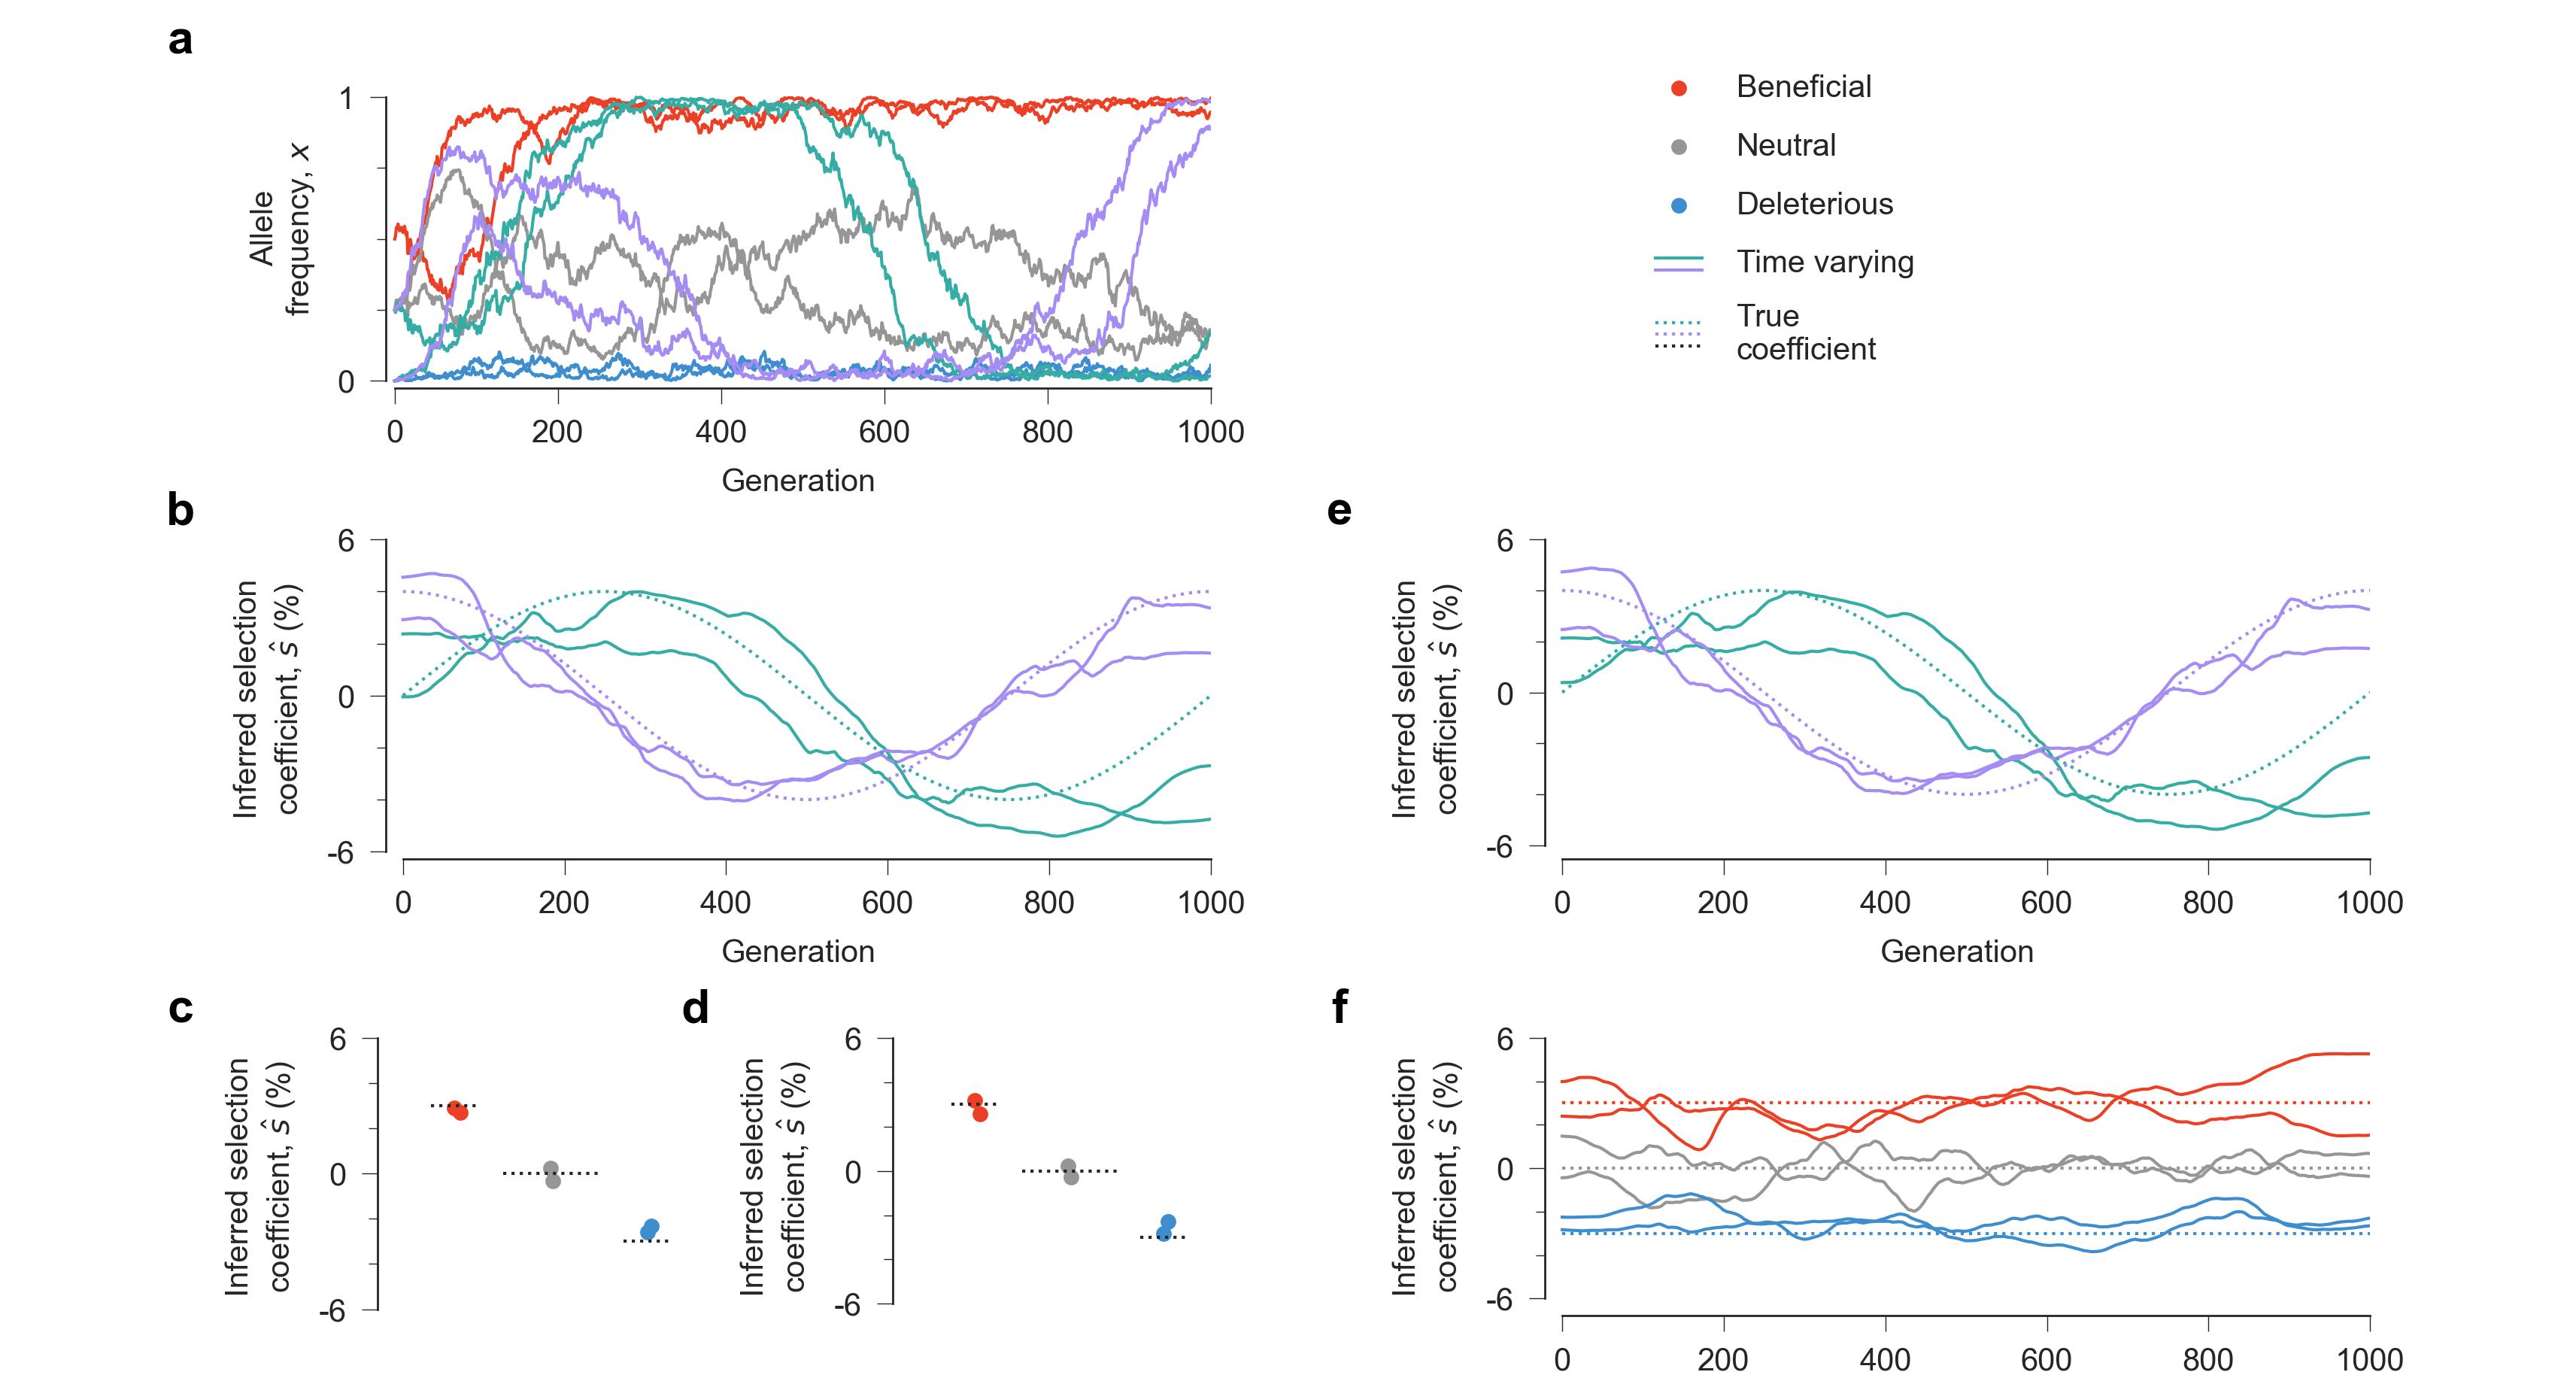 a
1
0
Allele
frequency, x
0 200 400 600 800 1000
Generation
Beneficial
Neutral
Deleterious
Time varying
True
coefficient
b
6
0
-6
Inferred selection
coefficient, ŝ (%)
0 200 400 600 800 1000
Generation
e
6
0
-6
Inferred selection
coefficient, ŝ (%)
0 200 400 600 800 1000
Generation
c
6
0
-6
Inferred selection
coefficient, ŝ (%)
d
6
0
-6
Inferred selection
coefficient, ŝ (%)
f
6
0
-6
Inferred selection
coefficient, ŝ (%)
0 200 400 600 800 1000